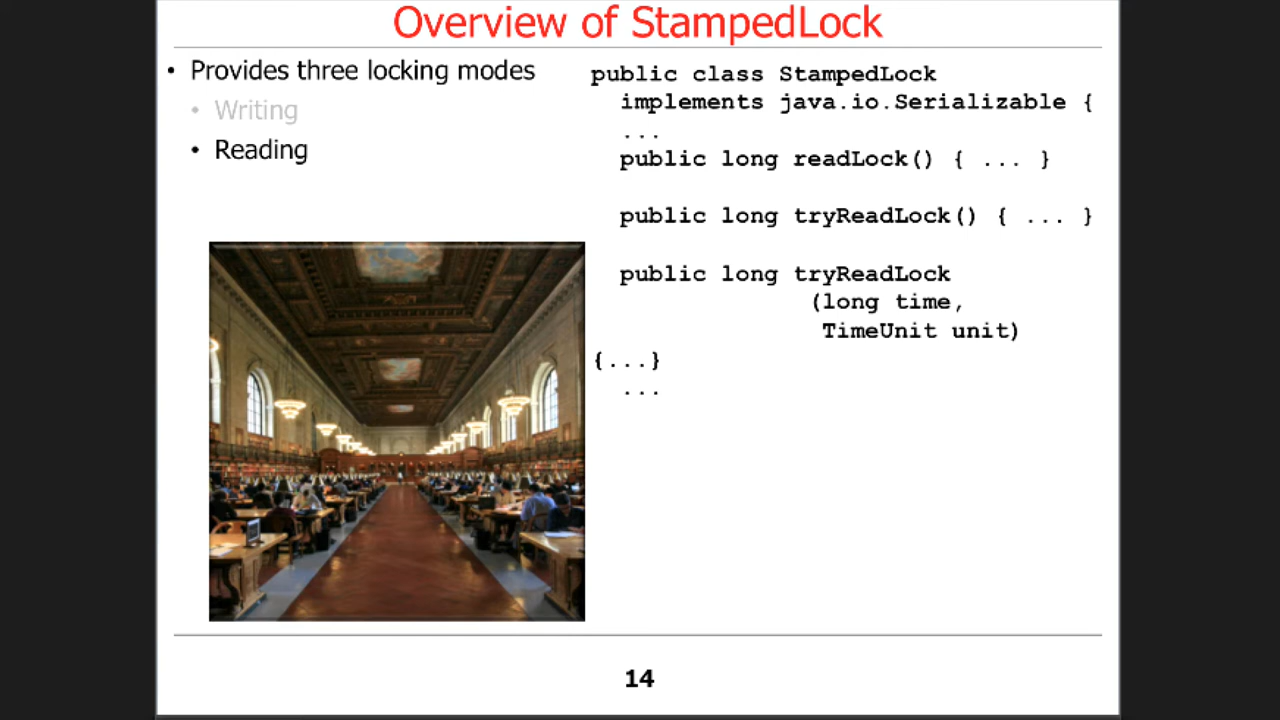 Overview of StampedLock
• Provides three locking modes
• Writing
• Reading
public class StampedLock
implements java.io.Serializable {
...
public long readLock() { ... }
public long tryReadLock() { ... }
public long tryReadLock
(long time,
TimeUnit unit)
{...}
...
14